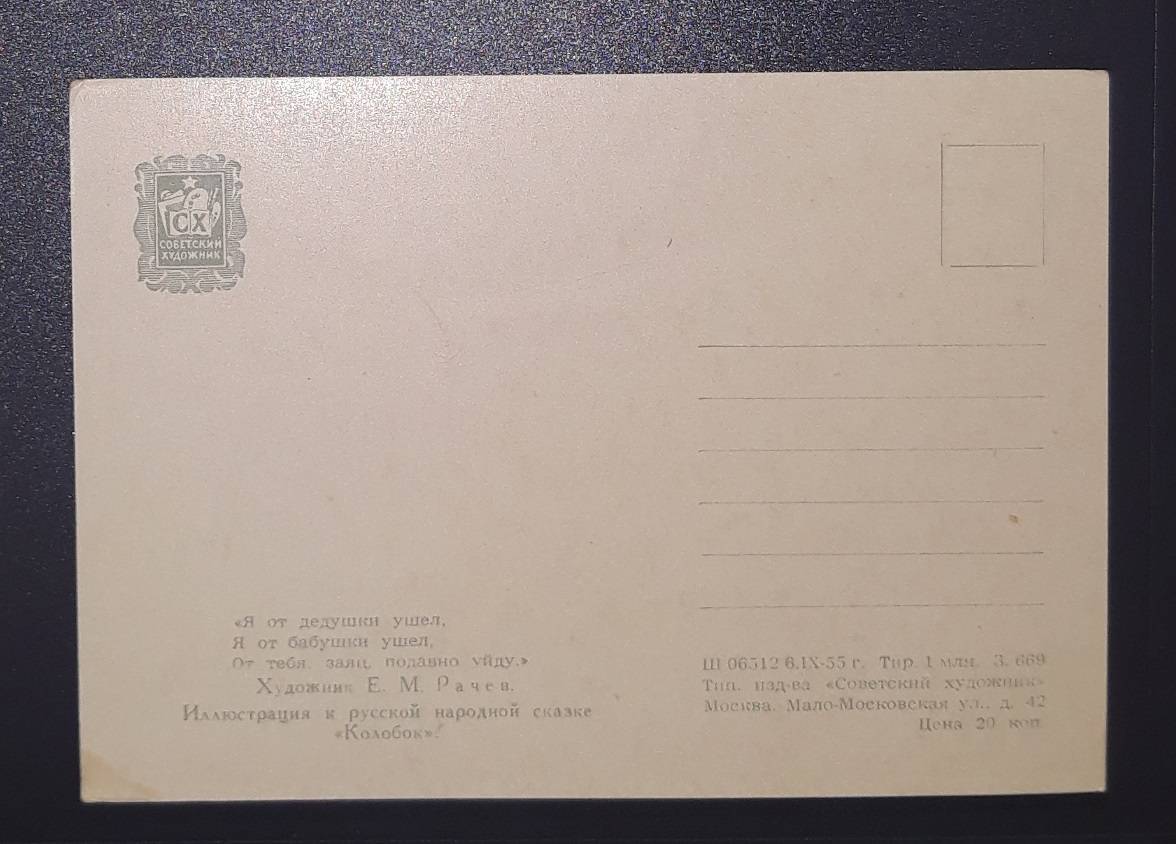 СХ
СОВЕТСКИЙ
ХУДОЖНИК
«Я от дедушки ушел,
Я от бабушки ушел,
От тебя, заяц, подавно уйду.»
Художник Е. М. Рачев.
Иллюстрация к русской народной сказке
«Колобок».
Ш 06512 6.IX-55 г. Тир. 1 млн. З. 669
Тип. изд-ва «Советский художник»
Москва. Мало-Московская ул., д. 42
Цена 20 коп.